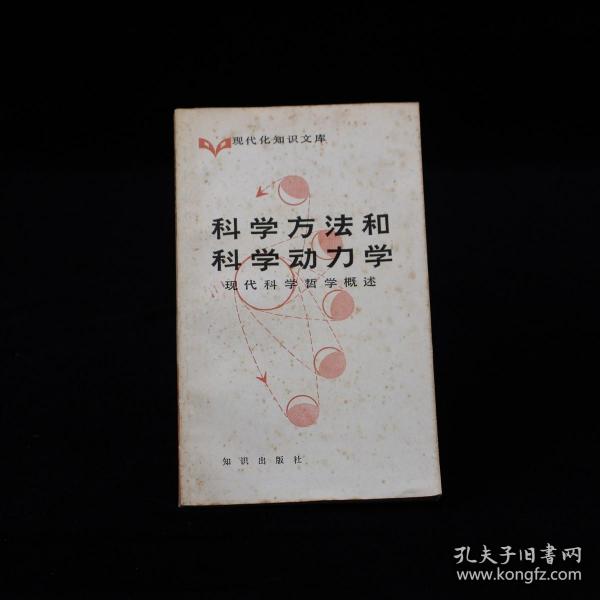 现代化知识文库
科学方法和
科学动力学
现代科学哲学概述
知识出版社
孔夫子旧書网
www.kongfz.com